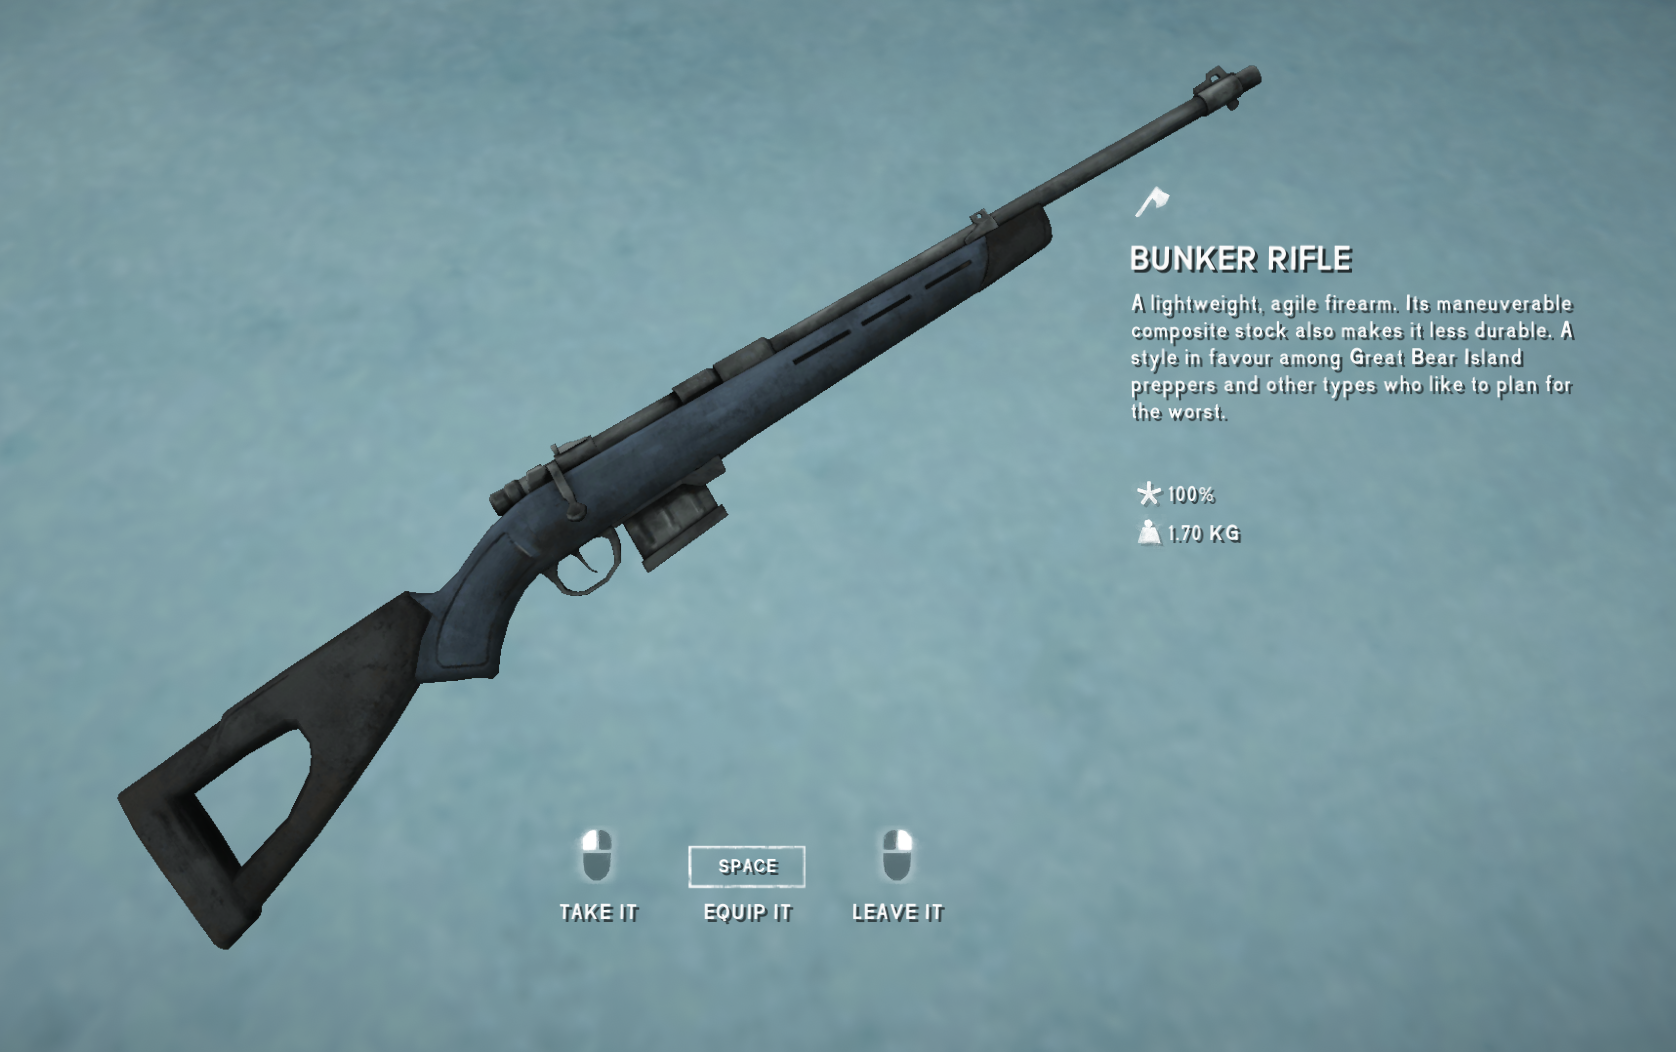 BUNKER RIFLE
A lightweight, agile firearm. Its maneuverable
composite stock also makes it less durable. A
style in favour among Great Bear Island
preppers and other types who like to plan for
the worst.
100%
1.70 KG
SPACE
TAKE IT EQUIP IT LEAVE IT